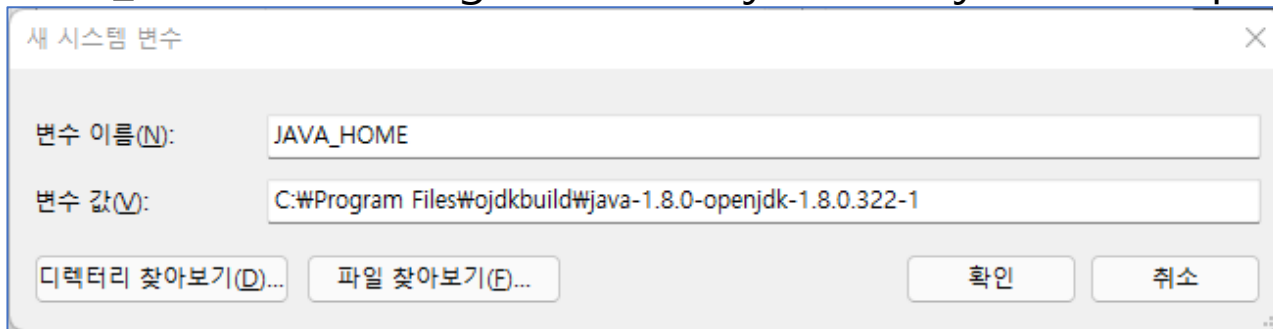 새 시스템 변수
변수 이름(N): JAVA_HOME
변수 값(V): C:₩Program Files₩ojdkbuild₩java-1.8.0-openjdk-1.8.0.322-1
디렉터리 찾아보기(D)... 파일 찾아보기(F)... 확인 취소